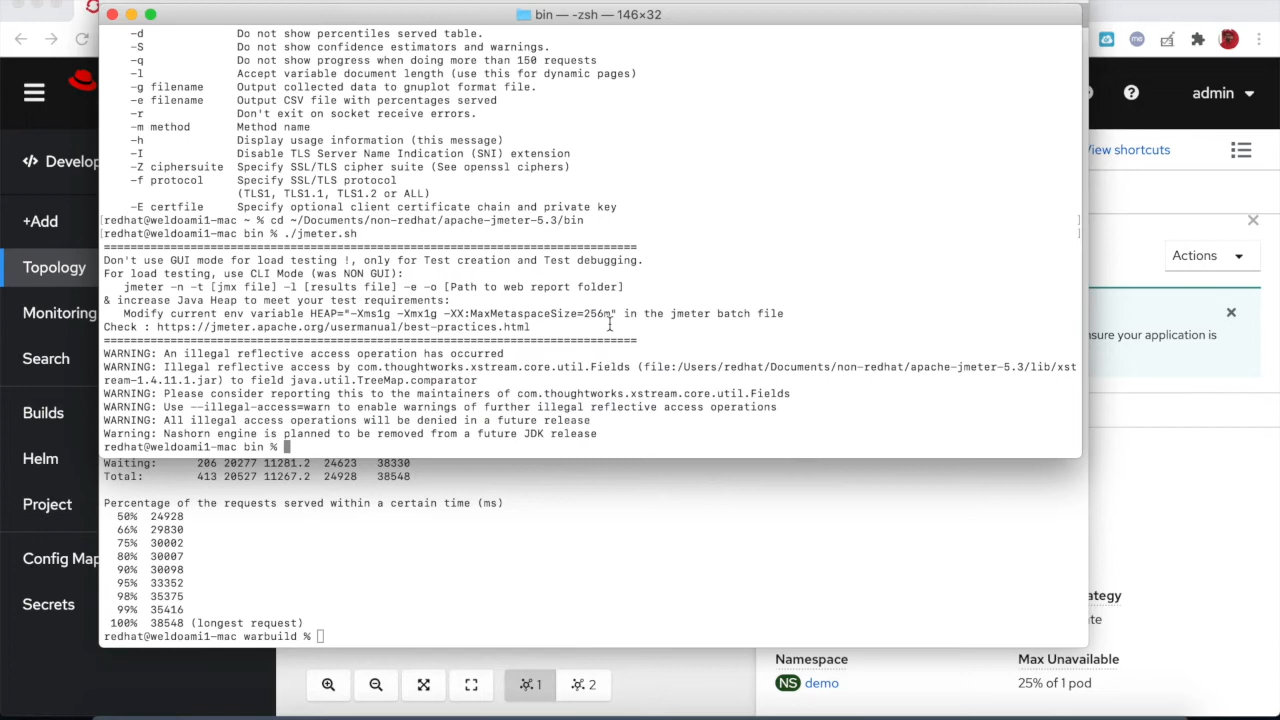 bin — -zsh — 146×32
-d Do not show percentiles served table.
-S Do not show confidence estimators and warnings.
-q Do not show progress when doing more than 150 requests
-l Accept variable document length (use this for dynamic pages)
-g filename Output collected data to gnuplot format file.
-e filename Output CSV file with percentages served
-r Don't exit on socket receive errors.
-m method Method name
-h Display usage information (this message)
-I Disable TLS Server Name Indication (SNI) extension
-Z ciphersuite Specify SSL/TLS cipher suite (See openssl ciphers)
-f protocol Specify SSL/TLS protocol
(TLS1, TLS1.1, TLS1.2 or ALL)
-E certfile Specify optional client certificate chain and private key
[redhat@weldoami1-mac ~ % cd ~/Documents/non-redhat/apache-jmeter-5.3/bin ]
[redhat@weldoami1-mac bin % ./jmeter.sh ]
================================================================================
Don't use GUI mode for load testing !, only for Test creation and Test debugging.
For load testing, use CLI Mode (was NON GUI):
jmeter -n -t [jmx file] -l [results file] -e -o [Path to web report folder]
& increase Java Heap to meet your test requirements:
Modify current env variable HEAP="-Xms1g -Xmx1g -XX:MaxMetaspaceSize=256m" in the jmeter batch file
Check : https://jmeter.apache.org/usermanual/best-practices.html
================================================================================
WARNING: An illegal reflective access operation has occurred
WARNING: Illegal reflective access by com.thoughtworks.xstream.core.util.Fields (file:/Users/redhat/Documents/non-redhat/apache-jmeter-5.3/lib/xst
ream-1.4.11.1.jar) to field java.util.TreeMap.comparator
WARNING: Please consider reporting this to the maintainers of com.thoughtworks.xstream.core.util.Fields
WARNING: Use --illegal-access=warn to enable warnings of further illegal reflective access operations
WARNING: All illegal access operations will be denied in a future release
Warning: Nashorn engine is planned to be removed from a future JDK release
redhat@weldoami1-mac bin %
Waiting: 206 20277 11281.2 24623 38330
Total: 413 20527 11267.2 24928 38548
Percentage of the requests served within a certain time (ms)
50% 24928
66% 29830
75% 30002
80% 30007
90% 30098
95% 33352
98% 35375
99% 35416
100% 38548 (longest request)
redhat@weldoami1-mac warbuild %
</> Develop
+Add
Topology
Monitoring
Search
Builds
Helm
Project
Config Map
Secrets
me
admin
View shortcuts
Actions
nsure your application is
ategy
te
Namespace
NS demo
Max Unavailable
25% of 1 pod
1
2